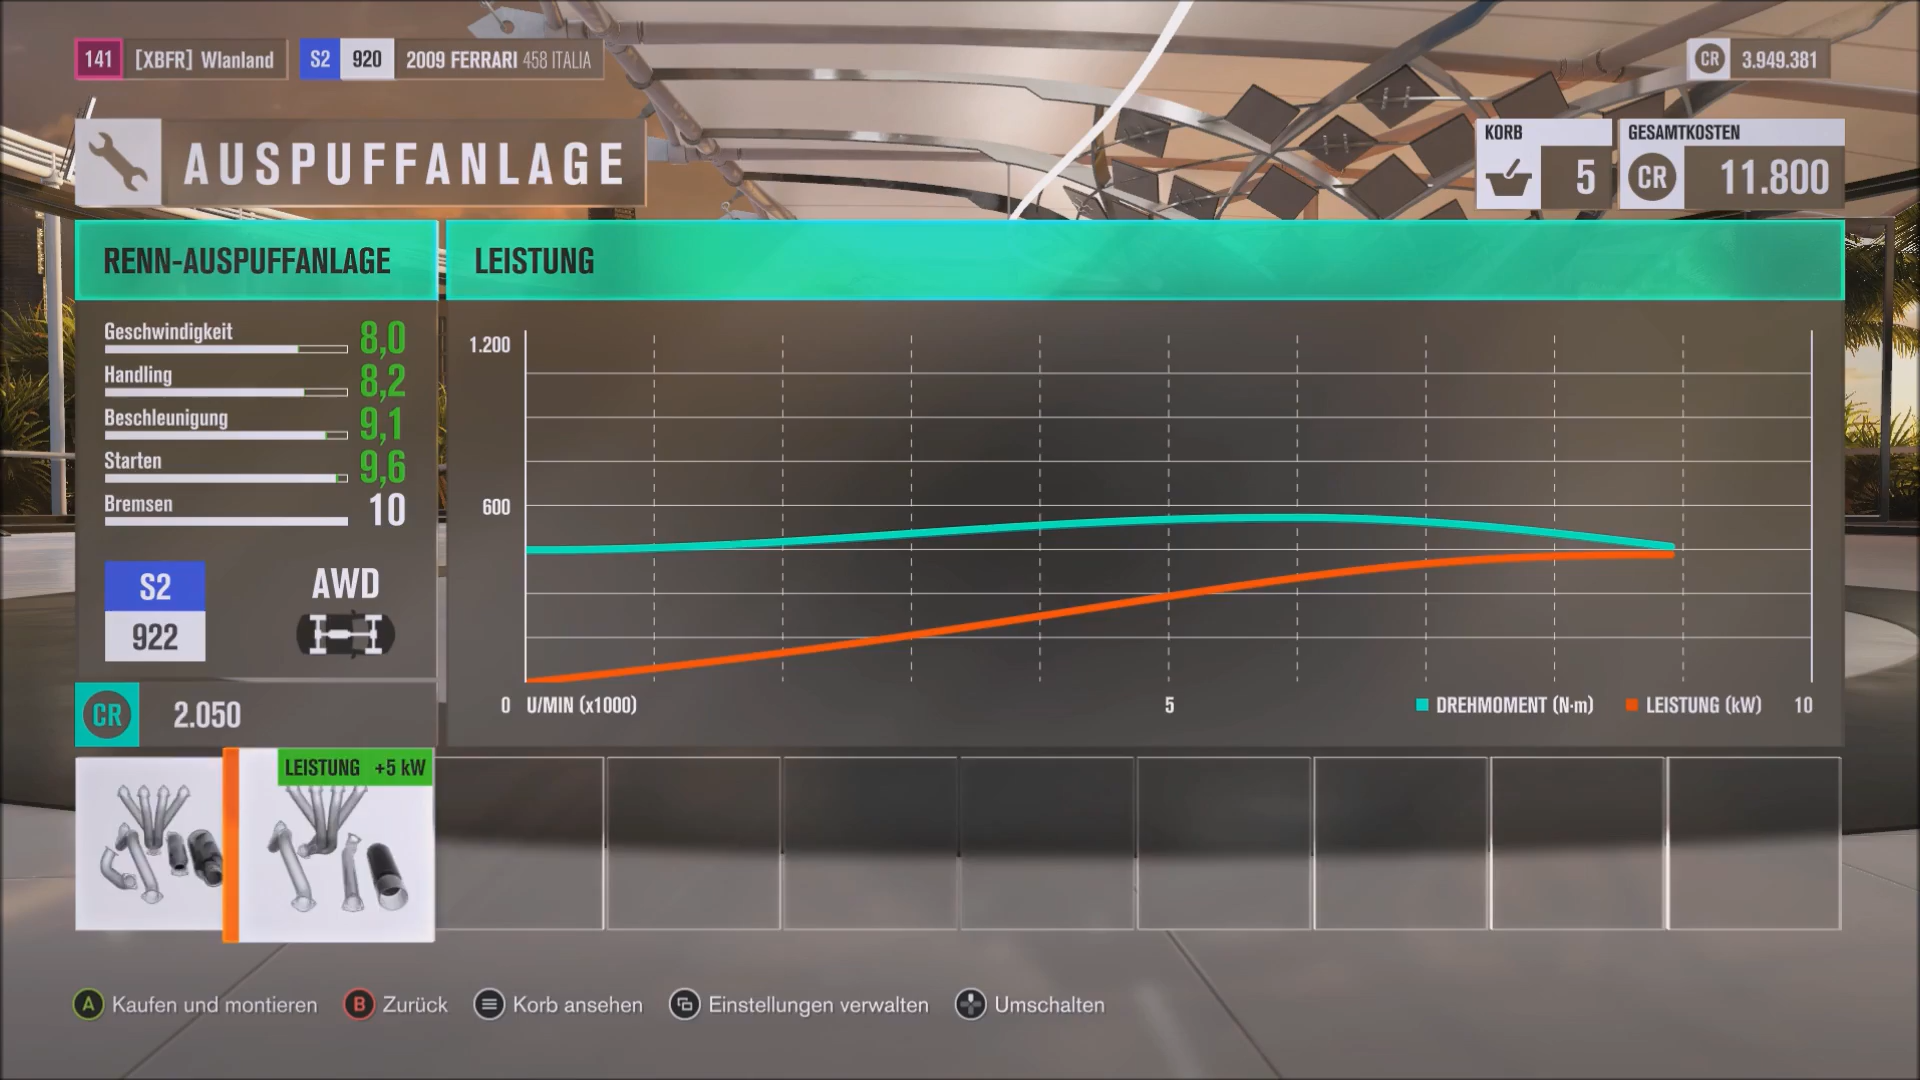 141 [XBFR] Wlanland S2 920 2009 FERRARI 458 ITALIA
CR 3.949.381
AUSPUFFANLAGE
KORB
5
GESAMTKOSTEN
CR 11.800
RENN-AUSPUFFANLAGE
Geschwindigkeit 8,0
Handling 8,2
Beschleunigung 9,1
Starten 9,6
Bremsen 10
S2
922
AWD
CR 2.050
LEISTUNG
1.200
600
0 U/MIN (x1000) 5 DREHMOMENT (N·m) LEISTUNG (kW) 10
LEISTUNG +5 kW
A Kaufen und montieren B Zurück Korb ansehen Einstellungen verwalten Umschalten